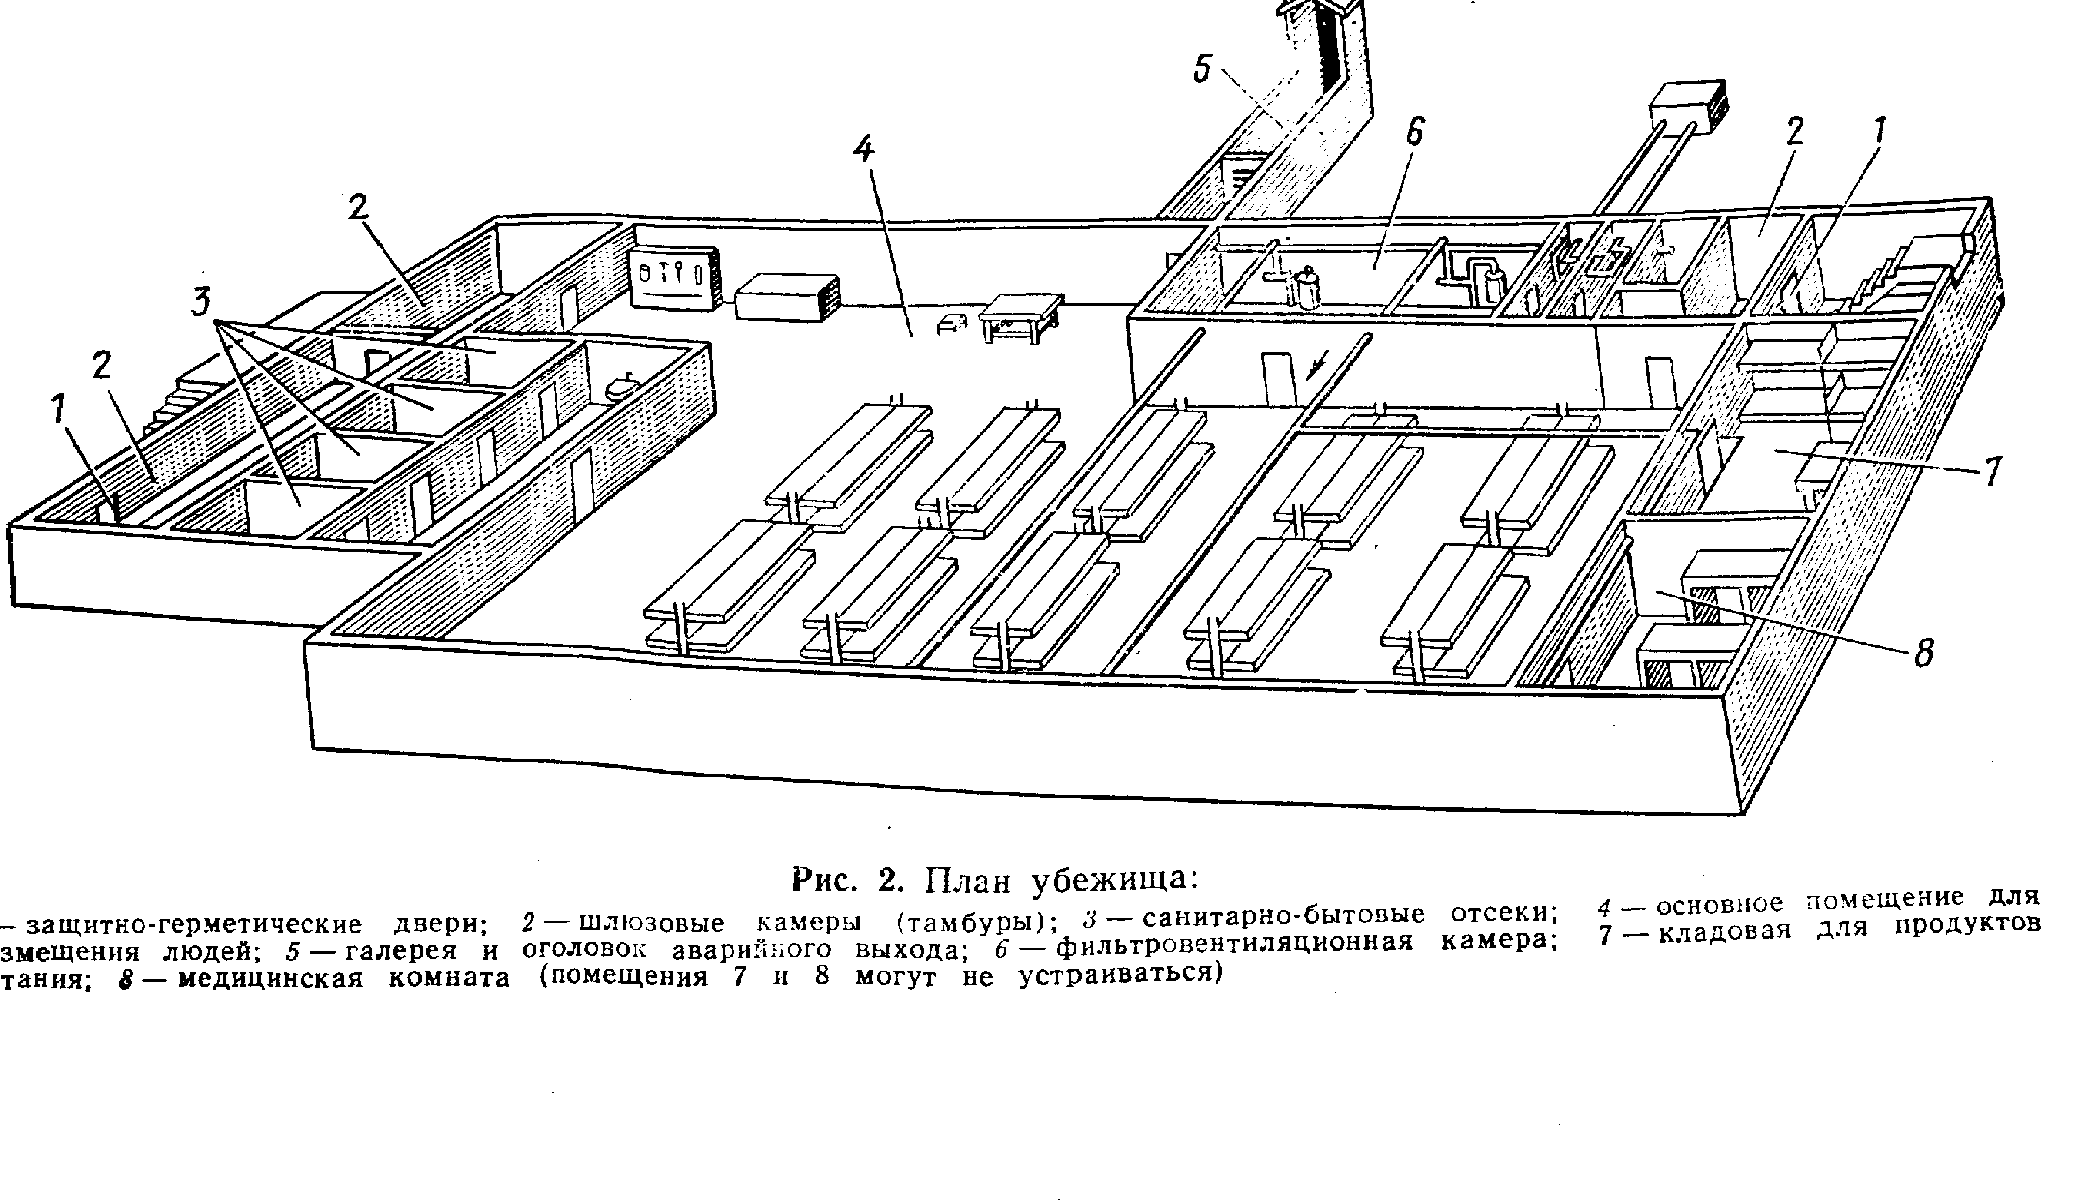 5
6
2
1
4
2
3
2
1
7
8
Рис. 2. План убежища:
— защитно-герметические двери; 2 — шлюзовые камеры (тамбуры); 3 — санитарно-бытовые отсеки; 4 — основное помещение для
змещения людей; 5 — галерея и оголовок аварийного выхода; 6 — фильтровентиляционная камера; 7 — кладовая для продуктов
тания; 8 — медицинская комната (помещения 7 и 8 могут не устраиваться)